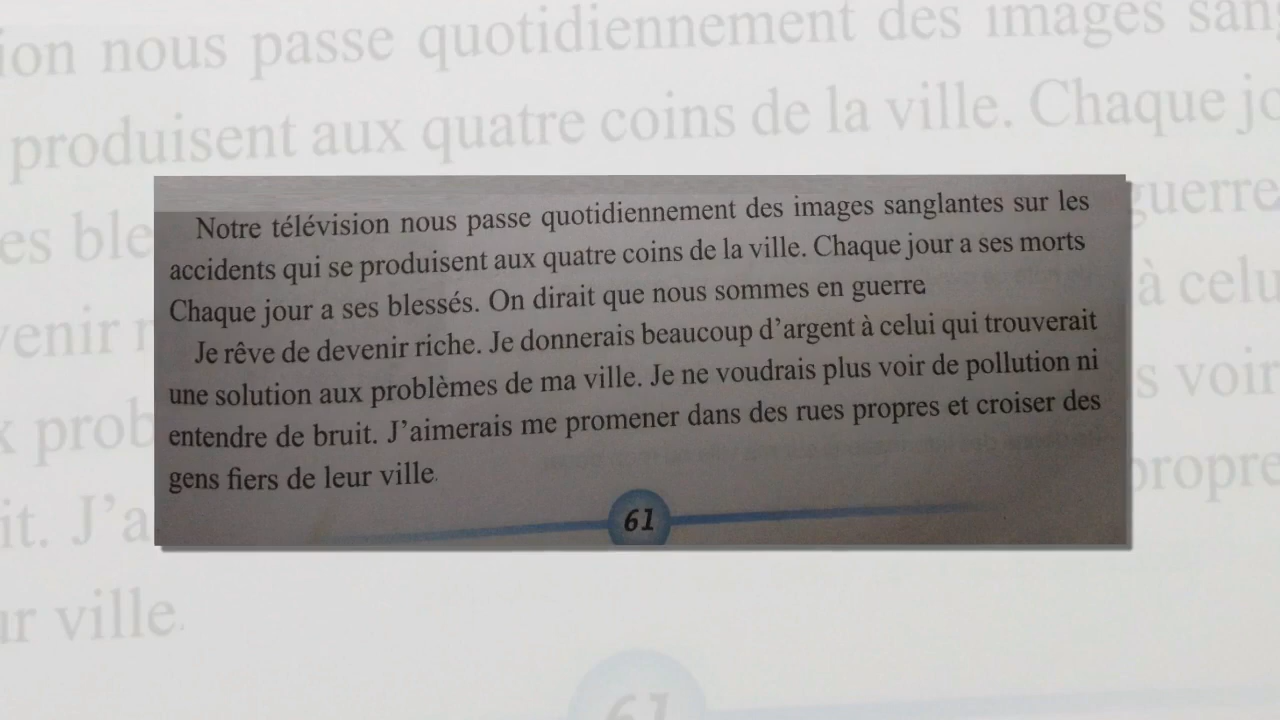 Notre télévision nous passe quotidiennement des images sanglantes sur les
accidents qui se produisent aux quatre coins de la ville. Chaque jour a ses morts
Chaque jour a ses blessés. On dirait que nous sommes en guerre
Je rêve de devenir riche. Je donnerais beaucoup d'argent à celui qui trouverait
une solution aux problèmes de ma ville. Je ne voudrais plus voir de pollution ni
entendre de bruit. J'aimerais me promener dans des rues propres et croiser des
gens fiers de leur ville.
61